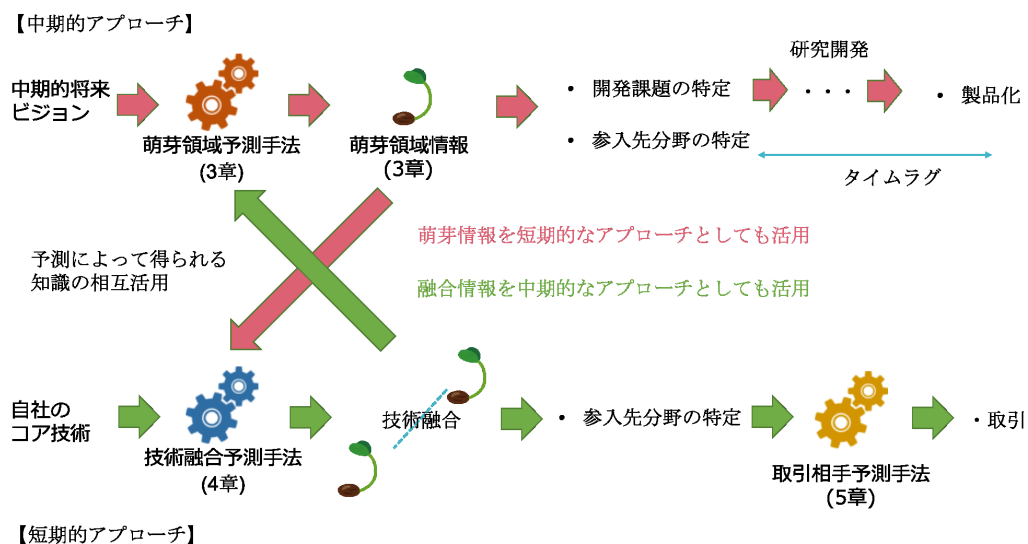 【中期的アプローチ】
中期的将来
ビジョン
萌芽領域予測手法
(3章)
萌芽領域情報
(3章)
• 開発課題の特定
• 参入先分野の特定
研究開発
・・・
• 製品化
タイムラグ
予測によって得られる
知識の相互活用
萌芽情報を短期的なアプローチとしても活用
融合情報を中期的なアプローチとしても活用
自社の
コア技術
技術融合予測手法
(4章)
技術融合
• 参入先分野の特定
取引相手予測手法
(5章)
・取引
【短期的アプローチ】